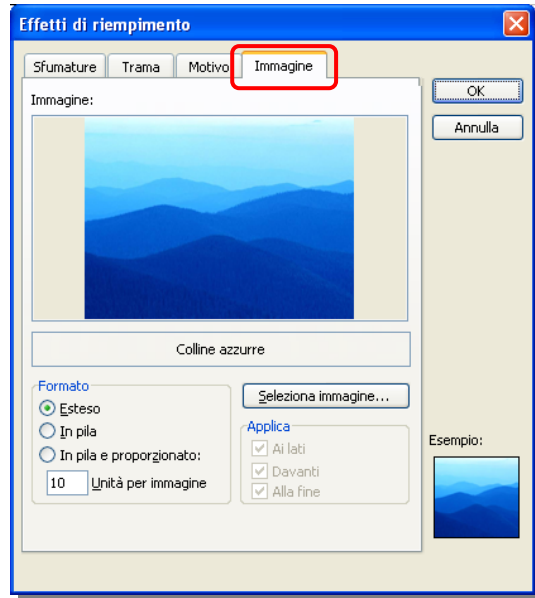 Effetti di riempimento
Sfumature Trama Motivo Immagine
Immagine:
OK
Annulla
Colline azzurre
Formato
Esteso
In pila
In pila e proporzionato:
10 Unità per immagine
Seleziona immagine...
Applica
Ai lati
Davanti
Alla fine
Esempio: